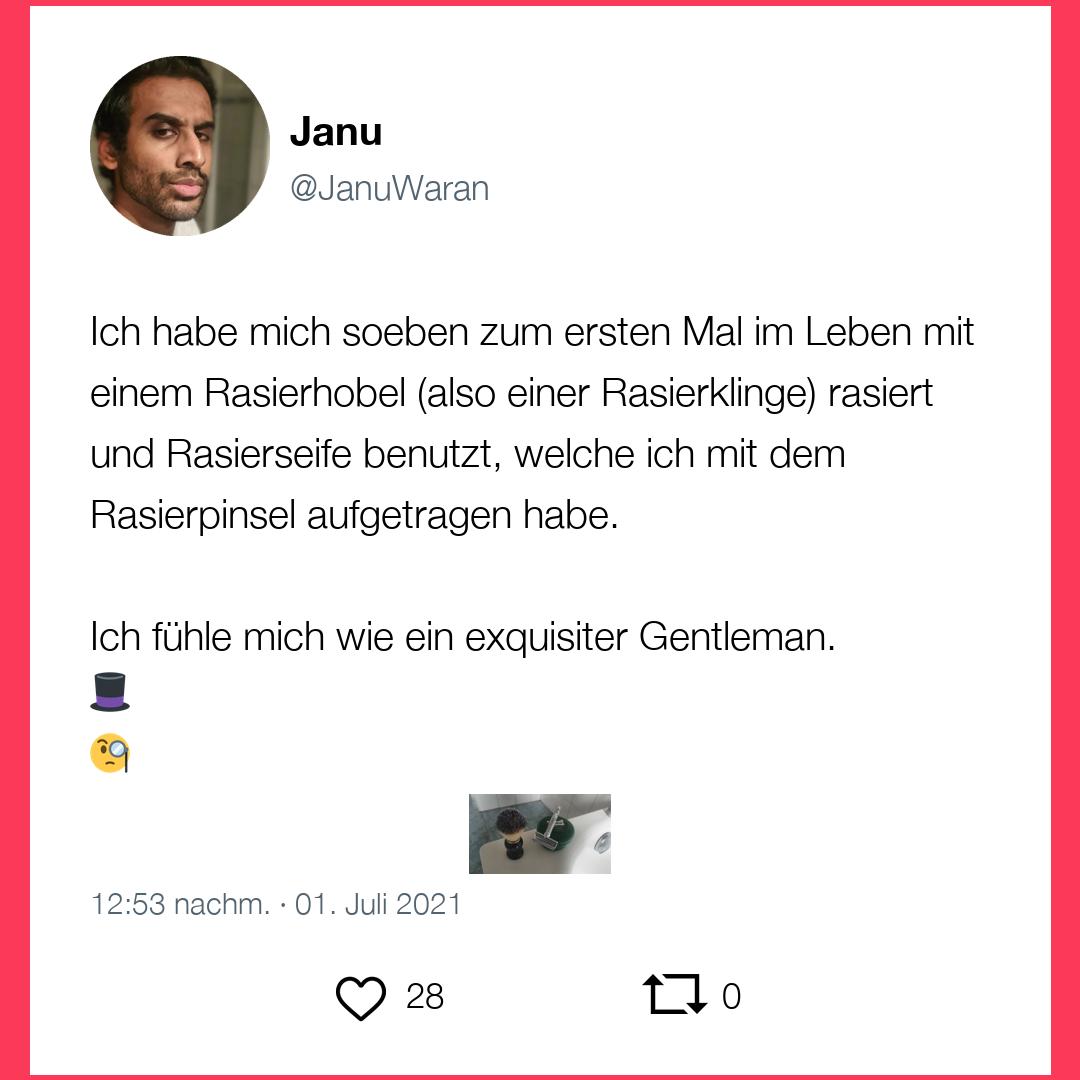 Janu
@JanuWaran
Ich habe mich soeben zum ersten Mal im Leben mit
einem Rasierhobel (also einer Rasierklinge) rasiert
und Rasierseife benutzt, welche ich mit dem
Rasierpinsel aufgetragen habe.
Ich fühle mich wie ein exquisiter Gentleman.
🎩
🧐
12:53 nachm. · 01. Juli 2021
28
0